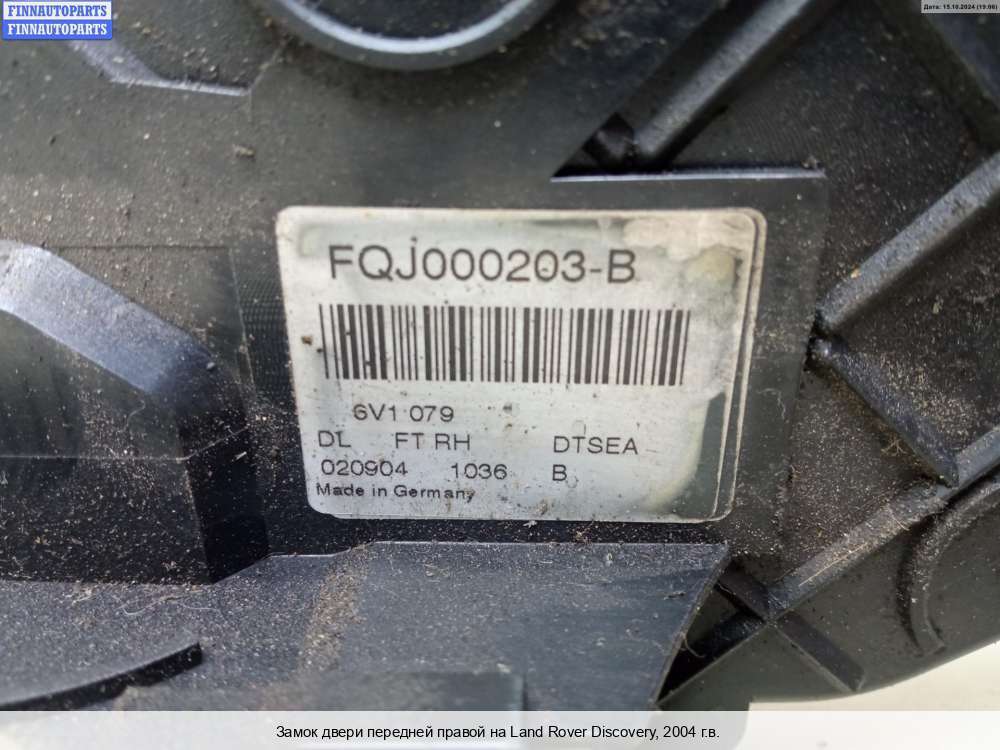 FINNAUTOPARTS
FINNAUTOPARTS
Дата: 15.10.2024 (19:06)
FQJ000203-B
6V1 079
DL FT RH DTSEA
020904 1036 B
Made in Germany
Замок двери передней правой на Land Rover Discovery, 2004 г.в.